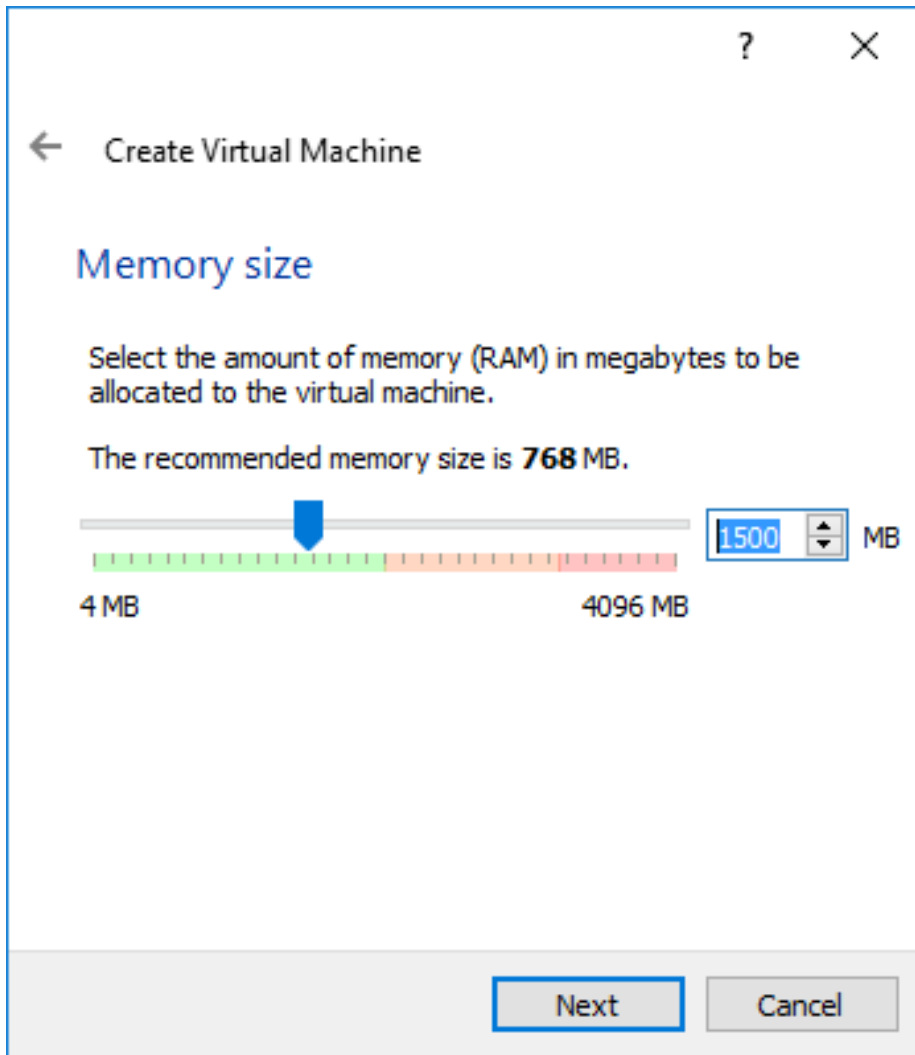 ?
Create Virtual Machine
Memory size
Select the amount of memory (RAM) in megabytes to be
allocated to the virtual machine.
The recommended memory size is 768 MB.
1500 MB
4 MB 4096 MB
Next Cancel